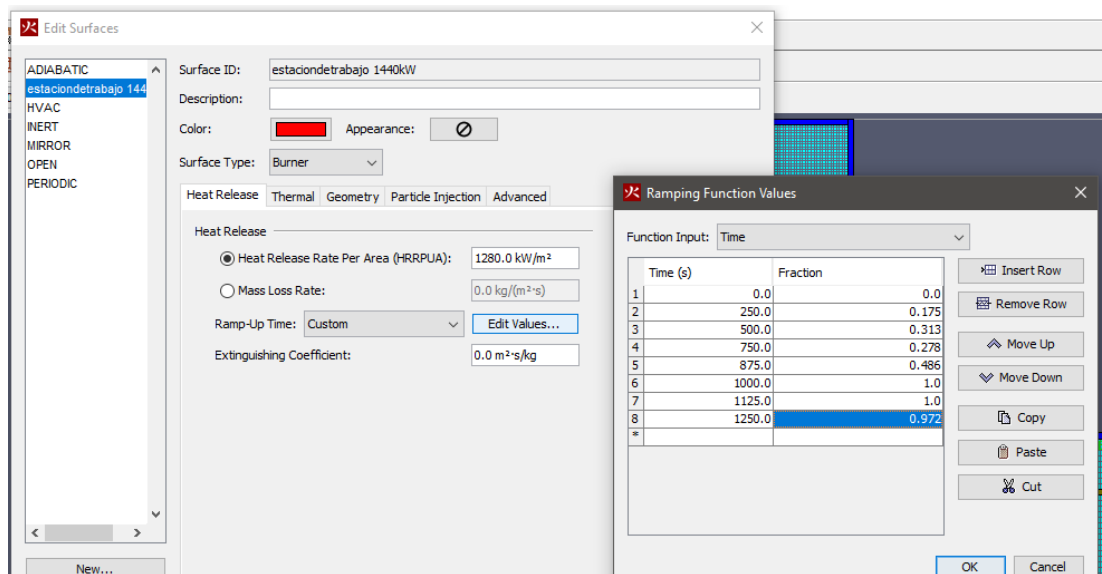 Edit Surfaces
ADIABATIC
estaciondetrabajo 144
HVAC
INERT
MIRROR
OPEN
PERIODIC
New...
Surface ID: estaciondetrabajo 1440kW
Description:
Color: Appearance:
Surface Type: Burner
Heat Release Thermal Geometry Particle Injection Advanced
Heat Release
Heat Release Rate Per Area (HRRPUA): 1280.0 kW/m²
Mass Loss Rate: 0.0 kg/(m²·s)
Ramp-Up Time: Custom Edit Values...
Extinguishing Coefficient: 0.0 m²·s/kg
Ramping Function Values
Function Input: Time
Time (s) Fraction
1 0.0 0.0
2 250.0 0.175
3 500.0 0.313
4 750.0 0.278
5 875.0 0.486
6 1000.0 1.0
7 1125.0 1.0
8 1250.0 0.972
*
Insert Row
Remove Row
Move Up
Move Down
Copy
Paste
Cut
OK Cancel